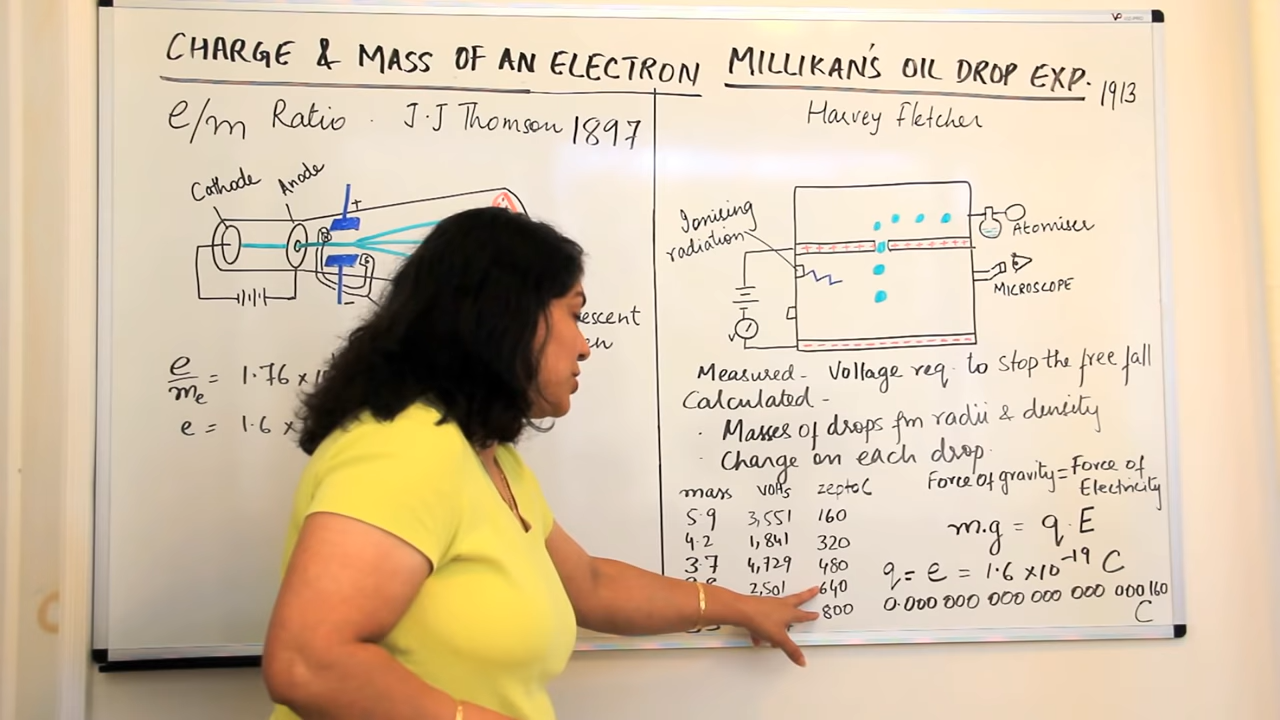 CHARGE & MASS OF AN ELECTRON
e/m Ratio . J.J Thomson 1897
Cathode
Anode
+
e/me = 1.76 ×
e = 1.6 ×
MILLIKAN'S OIL DROP EXP. 1913
Harvey Fletcher
Ionising
radiation
Atomiser
MICROSCOPE
V
Measured - Voltage req. to stop the free fall
Calculated -
· Masses of drops fm radii & density
· Charge on each drop.
mass volts zeptoC
5.9 3,551 160
4.2 1,841 320
3.7 4,729 480
2,501 640
800
Force of gravity = Force of
Electricity
m.g = q.E
q = e = 1.6 ×10⁻¹⁹ C
0.000 000 000 000 000 000 160
C